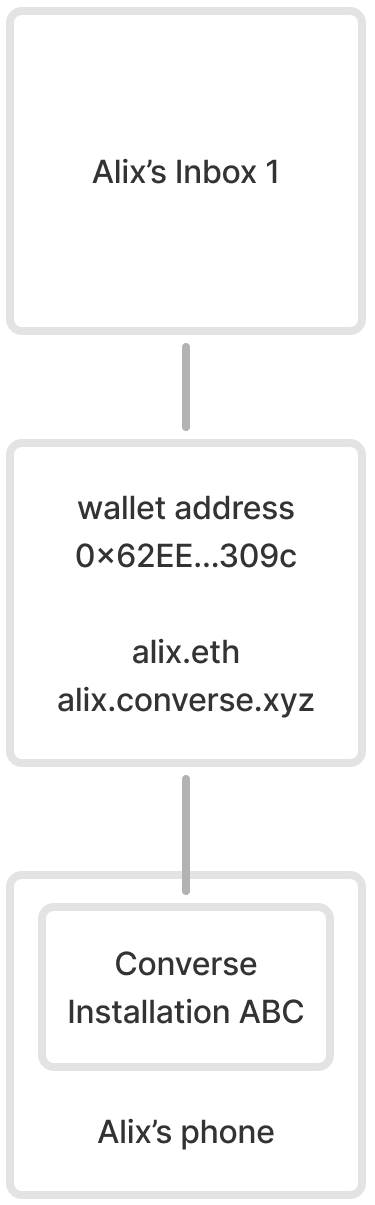 Alix’s Inbox 1
wallet address
0×62EE...309c
alix.eth
alix.converse.xyz
Converse
Installation ABC
Alix’s phone